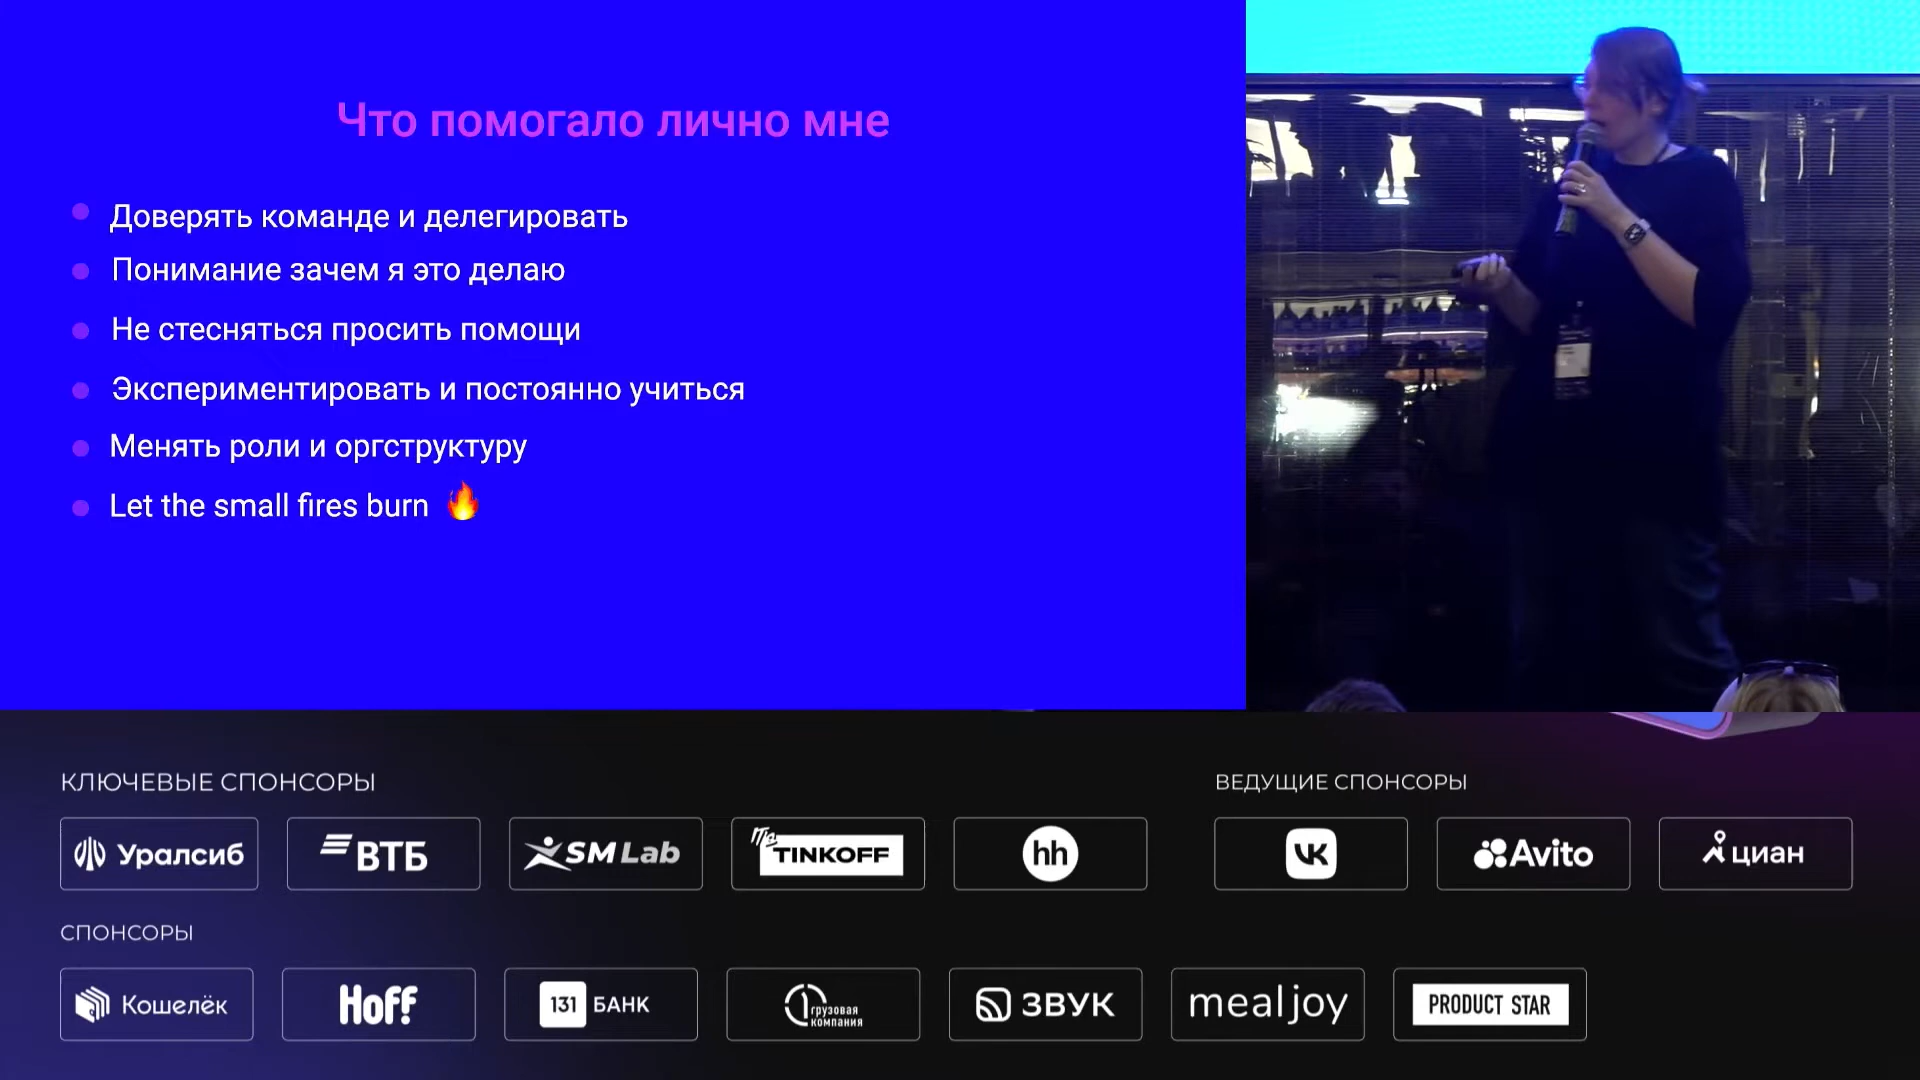 Что помогало лично мне
Доверять команде и делегировать
Понимание зачем я это делаю
Не стесняться просить помощи
Экспериментировать и постоянно учиться
Менять роли и оргструктуру
Let the small fires burn 🔥
КЛЮЧЕВЫЕ СПОНСОРЫ
ВЕДУЩИЕ СПОНСОРЫ
Уралсиб
ВТБ
SM Lab
TINKOFF
hh
VK
Avito
циан
СПОНСОРЫ
Кошелёк
Hoff
131 БАНК
1 грузовая
компания
ЗВУК
mealjoy
PRODUCT STAR